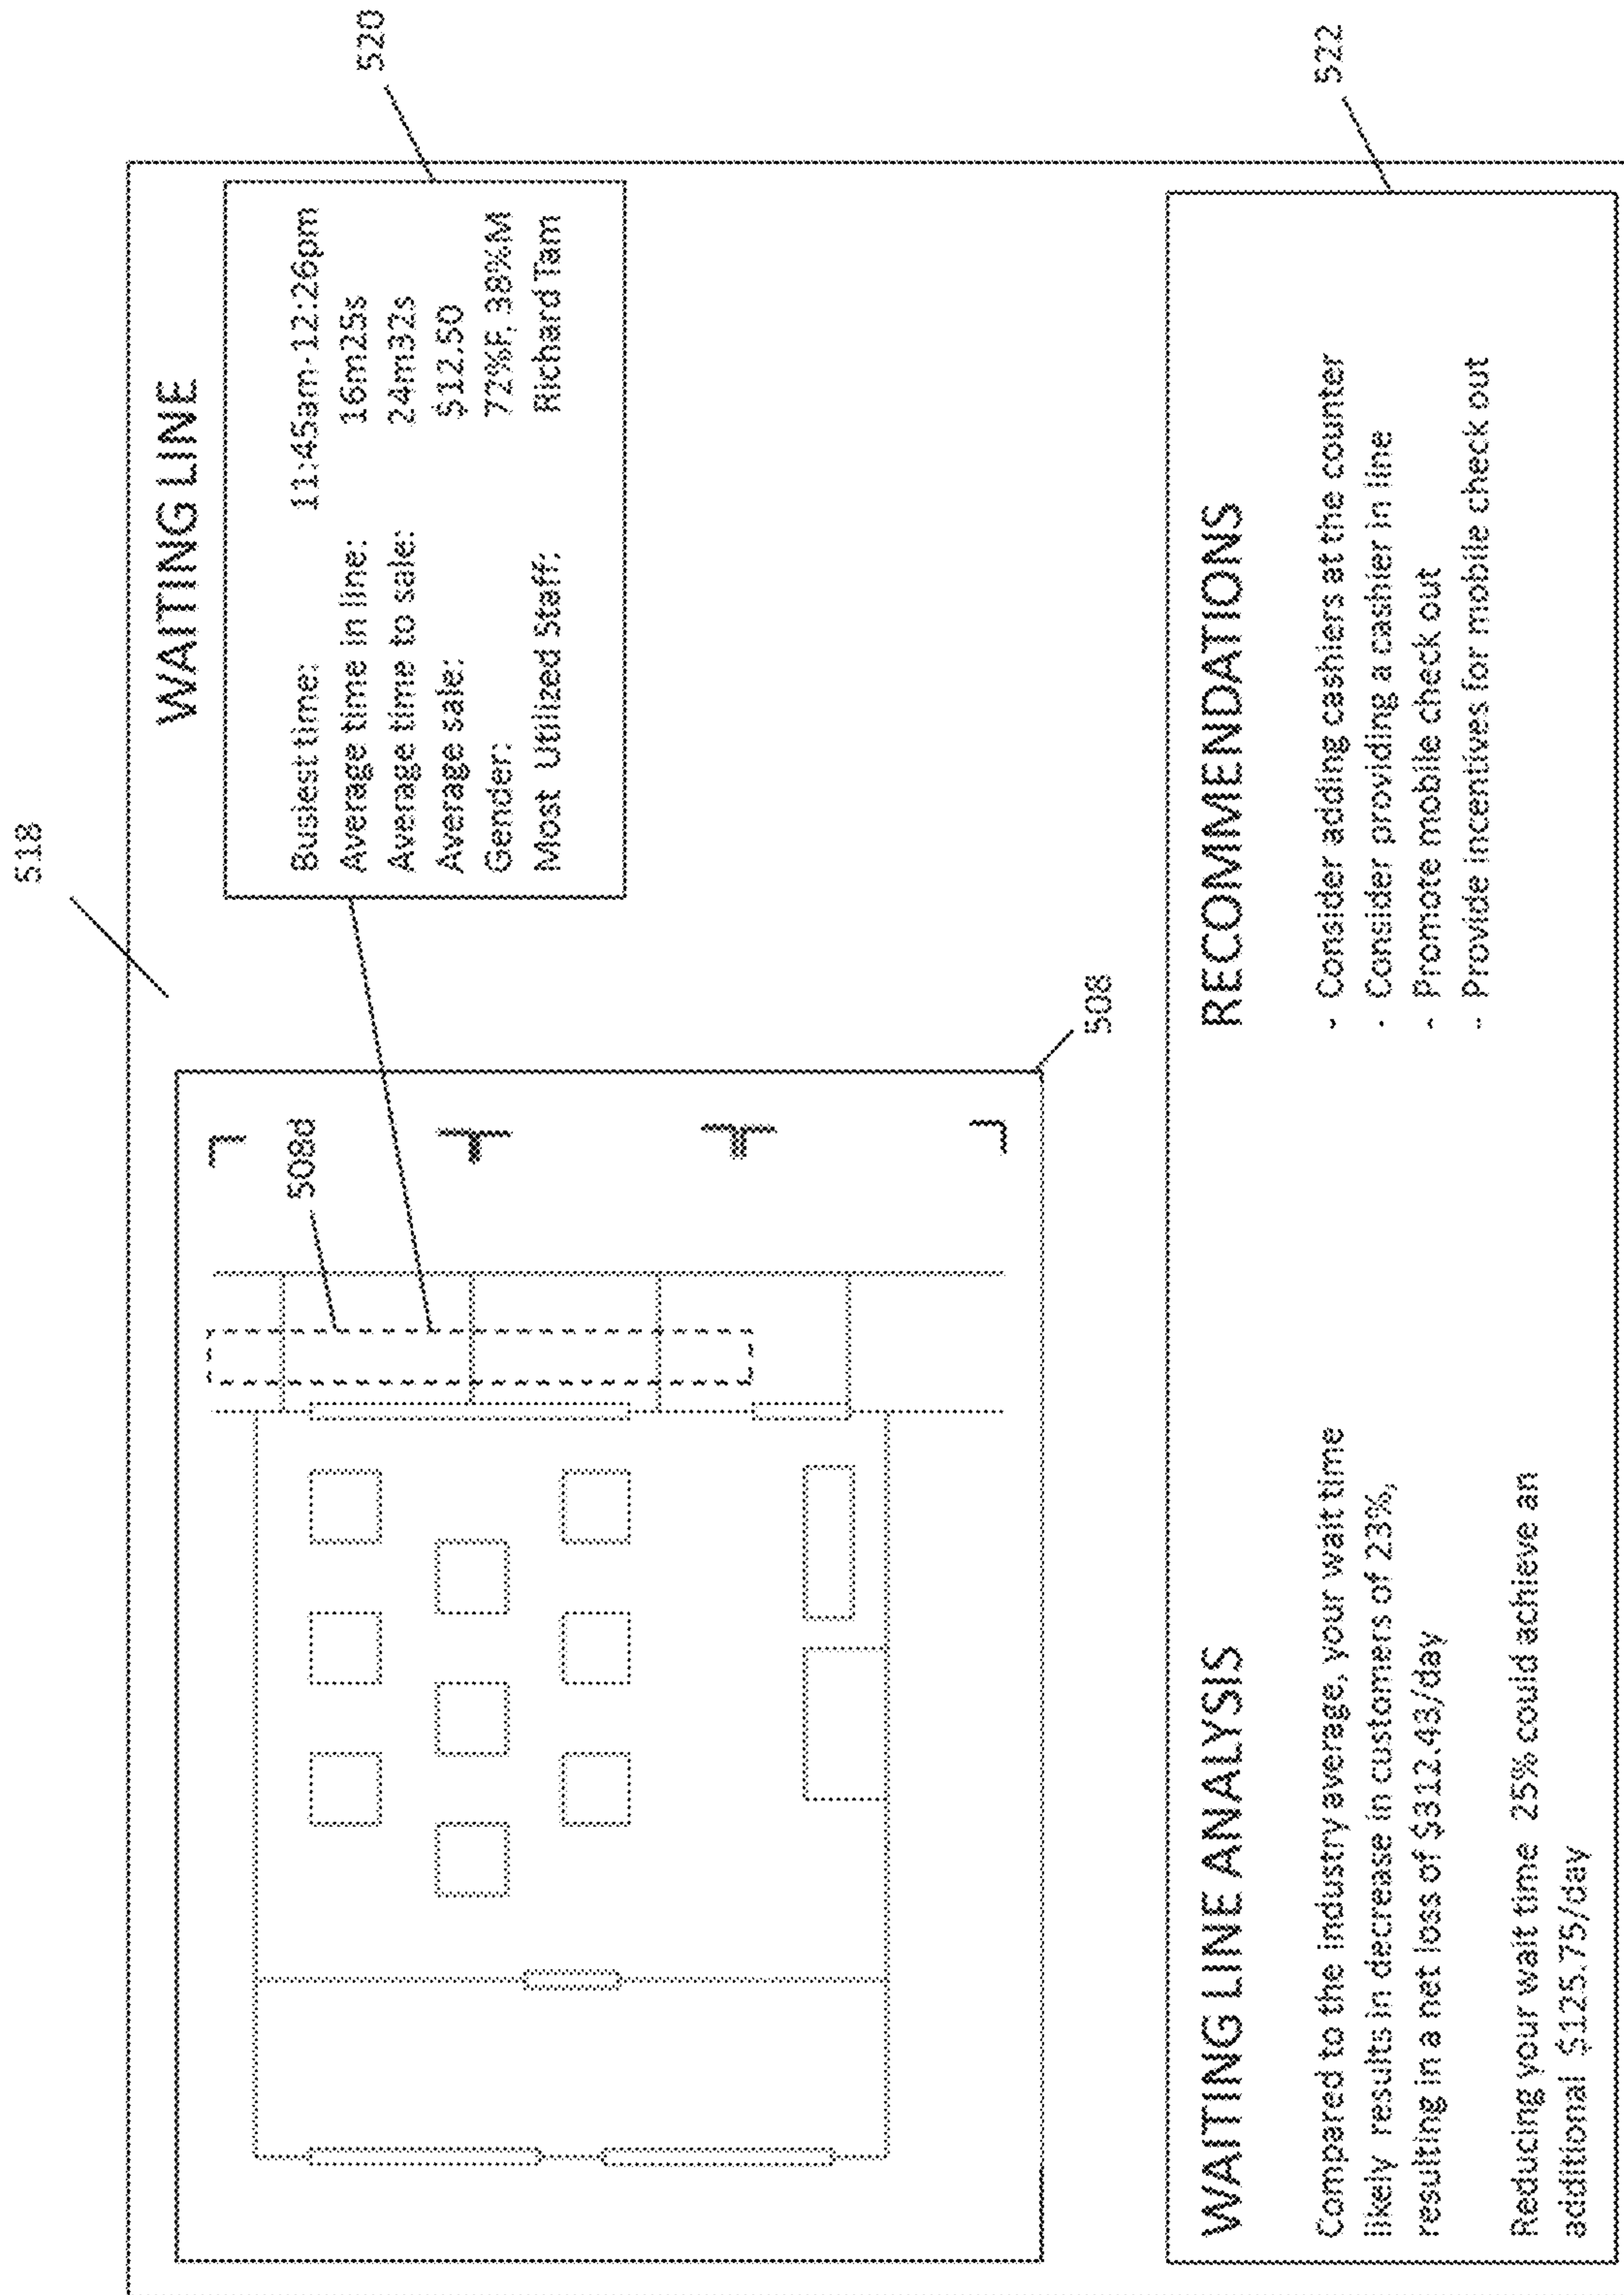 518
WAITING LINE
520
Busiest time: 11:45am-12:26pm
Average time in line: 16m25s
Average time to sale: 24m32s
Average sale: $12.50
Gender: 72%F, 38%M
Most Utilized Staff: Richard Tam
508d
508
522
WAITING LINE ANALYSIS
Compared to the industry average, your wait time
likely results in decrease in customers of 23%,
resulting in a net loss of $312.43/day
Reducing your wait time 25% could achieve an
additional $125.75/day
RECOMMENDATIONS
- Consider adding cashiers at the counter
- Consider providing a cashier in line
- Promote mobile check out
- Provide incentives for mobile check out